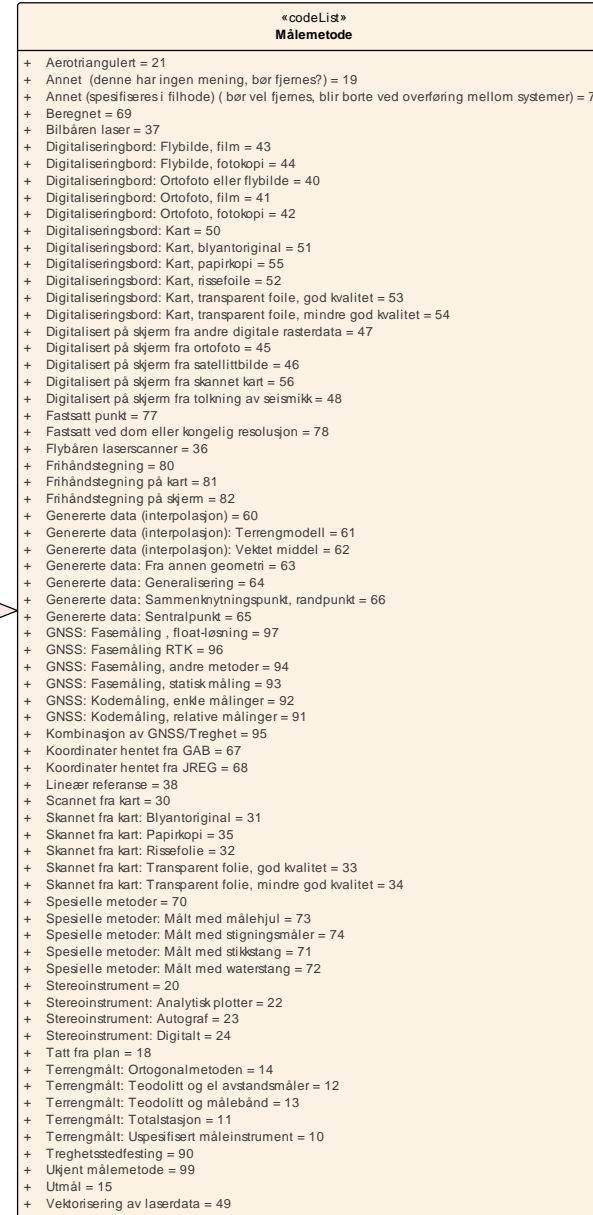 «codeList»
Målemetode
+ Aerotriangulert = 21
+ Annet (denne har ingen mening, bør fjernes?) = 19
+ Annet (spesifiseres i filhode) ( bør vel fjernes, blir borte ved overføring mellom systemer) = 7
+ Beregnet = 69
+ Bilbåren laser = 37
+ Digitaliseringbord: Flybilde, film = 43
+ Digitaliseringbord: Flybilde, fotokopi = 44
+ Digitaliseringbord: Ortofoto eller flybilde = 40
+ Digitaliseringbord: Ortofoto, film = 41
+ Digitaliseringbord: Ortofoto, fotokopi = 42
+ Digitaliseringsbord: Kart = 50
+ Digitaliseringsbord: Kart, blyantoriginal = 51
+ Digitaliseringsbord: Kart, papirkopi = 55
+ Digitaliseringsbord: Kart, rissefoile = 52
+ Digitaliseringsbord: Kart, transparent foile, god kvalitet = 53
+ Digitaliseringsbord: Kart, transparent foile, mindre god kvalitet = 54
+ Digitalisert på skjerm fra andre digitale rasterdata = 47
+ Digitalisert på skjerm fra ortofoto = 45
+ Digitalisert på skjerm fra satellittbilde = 46
+ Digitalisert på skjerm fra skannet kart = 56
+ Digitalisert på skjerm fra tolkning av seismikk = 48
+ Fastsatt punkt = 77
+ Fastsatt ved dom eller kongelig resolusjon = 78
+ Flybåren laserscanner = 36
+ Frihåndstegning = 80
+ Frihåndstegning på kart = 81
+ Frihåndstegning på skjerm = 82
+ Genererte data (interpolasjon) = 60
+ Genererte data (interpolasjon): Terrengmodell = 61
+ Genererte data (interpolasjon): Vektet middel = 62
+ Genererte data: Fra annen geometri = 63
+ Genererte data: Generalisering = 64
+ Genererte data: Sammenknytningspunkt, randpunkt = 66
+ Genererte data: Sentralpunkt = 65
+ GNSS: Fasemåling , float-løsning = 97
+ GNSS: Fasemåling RTK = 96
+ GNSS: Fasemåling, andre metoder = 94
+ GNSS: Fasemåling, statisk måling = 93
+ GNSS: Kodemåling, enkle målinger = 92
+ GNSS: Kodemåling, relative målinger = 91
+ Kombinasjon av GNSS/Treghet = 95
+ Koordinater hentet fra GAB = 67
+ Koordinater hentet fra JREG = 68
+ Lineær referanse = 38
+ Scannet fra kart = 30
+ Skannet fra kart: Blyantoriginal = 31
+ Skannet fra kart: Papirkopi = 35
+ Skannet fra kart: Rissefolie = 32
+ Skannet fra kart: Transparent folie, god kvalitet = 33
+ Skannet fra kart: Transparent folie, mindre god kvalitet = 34
+ Spesielle metoder = 70
+ Spesielle metoder: Målt med målehjul = 73
+ Spesielle metoder: Målt med stigningsmåler = 74
+ Spesielle metoder: Målt med stikkstang = 71
+ Spesielle metoder: Målt med waterstang = 72
+ Stereoinstrument = 20
+ Stereoinstrument: Analytisk plotter = 22
+ Stereoinstrument: Autograf = 23
+ Stereoinstrument: Digitalt = 24
+ Tatt fra plan = 18
+ Terrengmålt: Ortogonalmetoden = 14
+ Terrengmålt: Teodolitt og el avstandsmåler = 12
+ Terrengmålt: Teodolitt og målebånd = 13
+ Terrengmålt: Totalstasjon = 11
+ Terrengmålt: Uspesifisert måleinstrument = 10
+ Treghetsstedfesting = 90
+ Ukjent målemetode = 99
+ Utmål = 15
+ Vektorisering av laserdata = 49